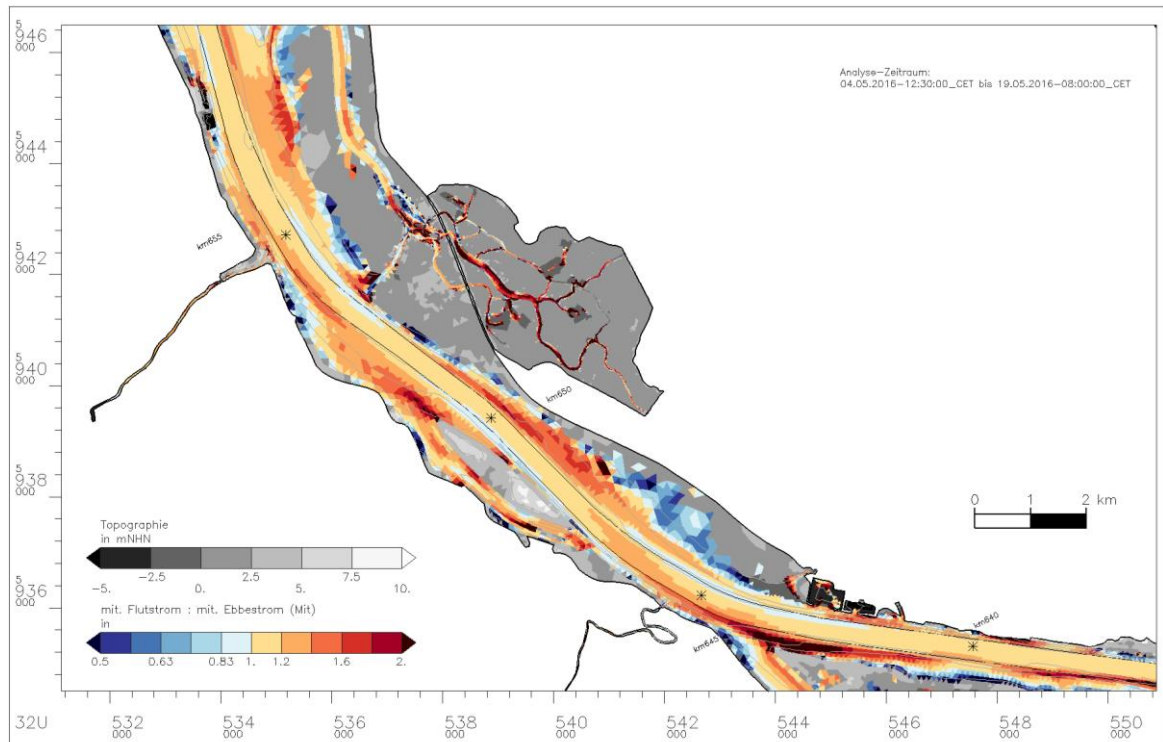 5
946
000
Analyse-Zeitraum:
04.05.2016-12:30:00_CET bis 19.05.2016-08:00:00_CET
5
944
000
km655
5
942
000
5
940
000
km650
5
938
000
0 1 2 km
Topographie
in mNHN
-5. -2.5 0. 2.5 5. 7.5 10.
5
936
000
mit. Flutstrom : mit. Ebbestrom (Mit)
in
0.5 0.63 0.83 1. 1.2 1.6 2.
km645
km640
32U 532 534 536 538 540 542 544 546 548 550
000 000 000 000 000 000 000 000 000 000